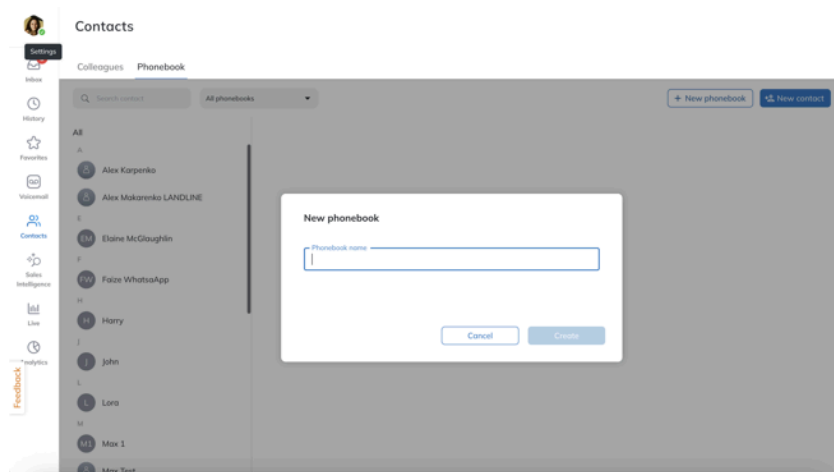 Contacts
Settings
Colleagues Phonebook
Inbox
Search contact All phonebooks + New phonebook New contact
History
All
A
Favorites
Alex Karpenko
Alex Makarenko LANDLINE
Voicemail
E
EM Elaine McGlaughlin
Contacts
F
FW Faize WhatsApp
Sales
Intelligence
H
H Harry
Live
J
J John
Analytics
L
L Lora
M
M1 Max 1
Max Test
Feedback
New phonebook
Phonebook name
Cancel Create